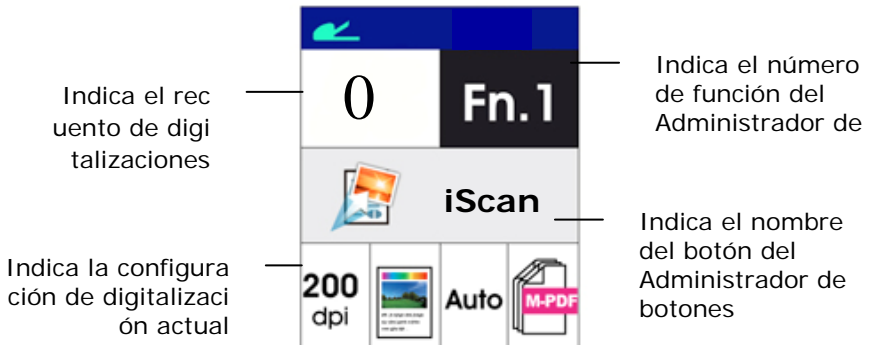 Indica el rec
uento de digi
talizaciones
0
Fn.1
Indica el número
de función del
Administrador de
iScan
Indica el nombre
del botón del
Administrador de
botones
Indica la configura
ción de digitalizaci
ón actual
200
dpi
Auto
M-PDF